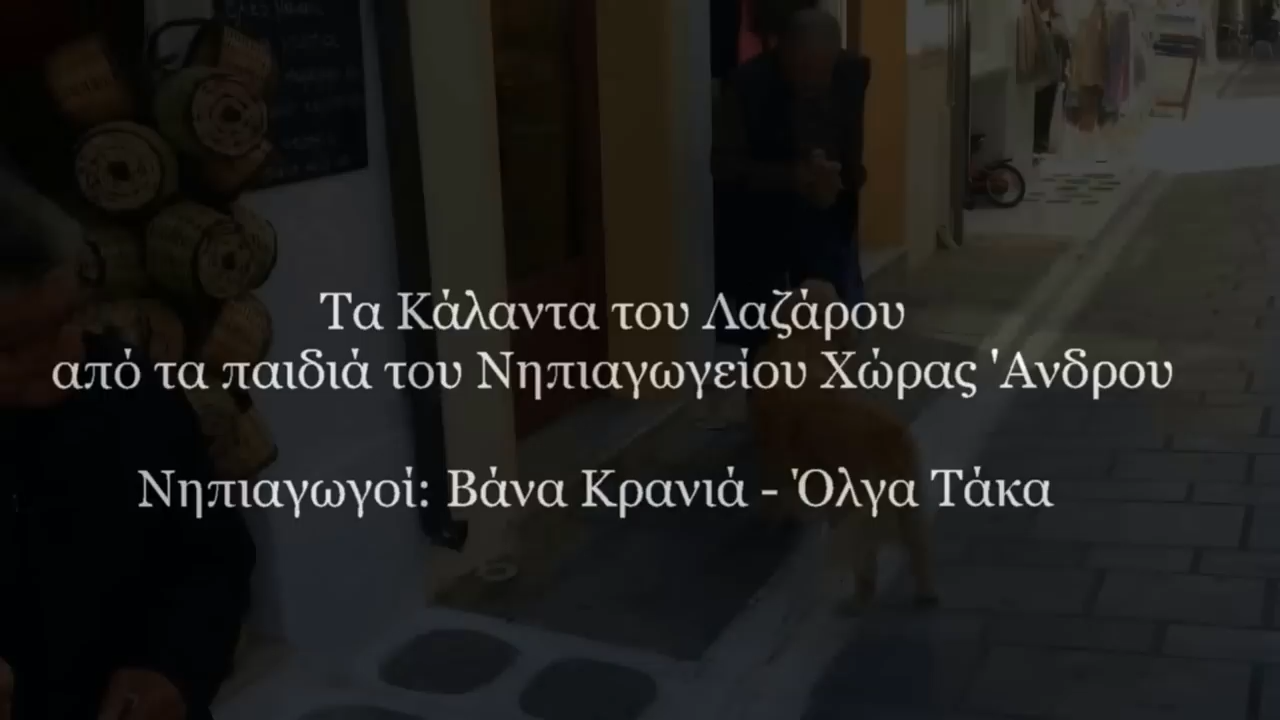 Τα Κάλαντα του Λαζάρου
από τα παιδιά του Νηπιαγωγείου Χώρας 'Ανδρου
Νηπιαγωγοί: Βάνα Κρανιά - Όλγα Τάκα